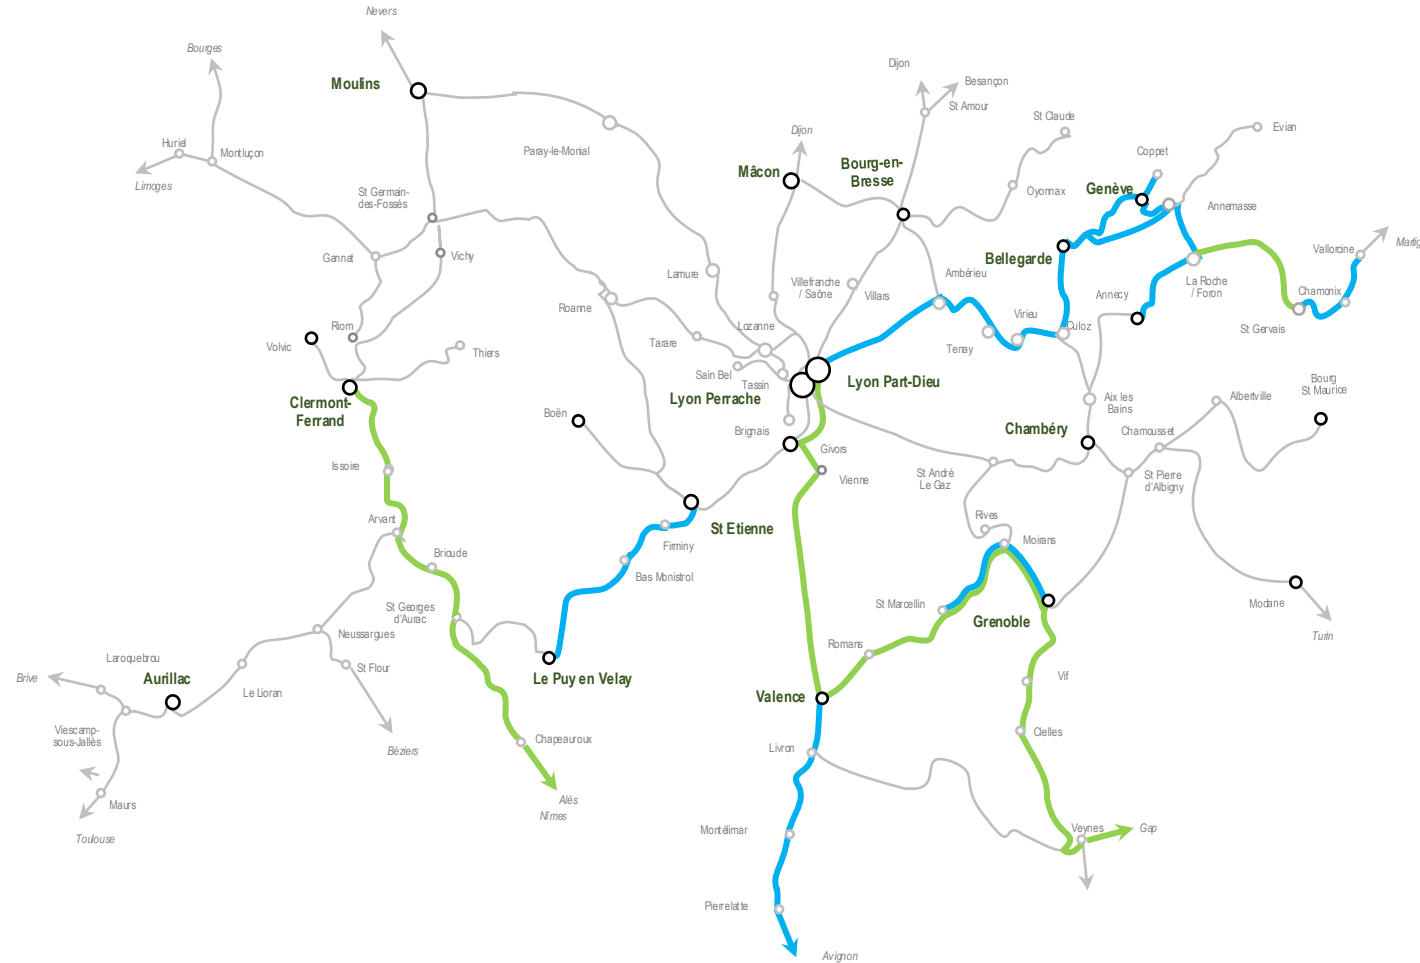 Nevers
Bourges
Moulins
Dijon
Besançon
St Amour
St Claude
Evian
Paray-le-Monial
Dijon
Huriel
Montluçon
Limoges
Mâcon
Bourg-en-
Bresse
Coppet
Genève
Oyonnax
Annemasse
St Germain-
des-Fossés
Gannat
Vichy
Lamure
Villefranche
/ Saône
Villars
Ambérieu
Bellegarde
Vallorcine
La Roche
/ Foron
Annecy
Chamonix
St Gervais
Roanne
Riom
Volvic
Thiers
Tarare
Lozanne
Tenay
Virieu
Culoz
Sain Bel
Tassin
Lyon Part-Dieu
Lyon Perrache
Clermont-
Ferrand
Boën
Brignais
Givors
Vienne
Aix les
Bains
Chambéry
Chamousset
Albertville
Bourg
St Maurice
Issoire
St André
Le Gaz
St Pierre
d'Albigny
Arvant
Brioude
St Etienne
Firminy
Bas Monistrol
Rives
Moirans
St Marcellin
Grenoble
Modane
Turin
St Georges
d'Aurac
Neussargues
St Flour
Le Puy en Velay
Romans
Vif
Laroquebrou
Brive
Aurillac
Le Lioran
Valence
Viescamp-
sous-Jallès
Béziers
Chapeauroux
Livron
Clelles
Maurs
Toulouse
Alès
Nîmes
Montélimar
Veynes
Gap
Pierrelatte
Avignon